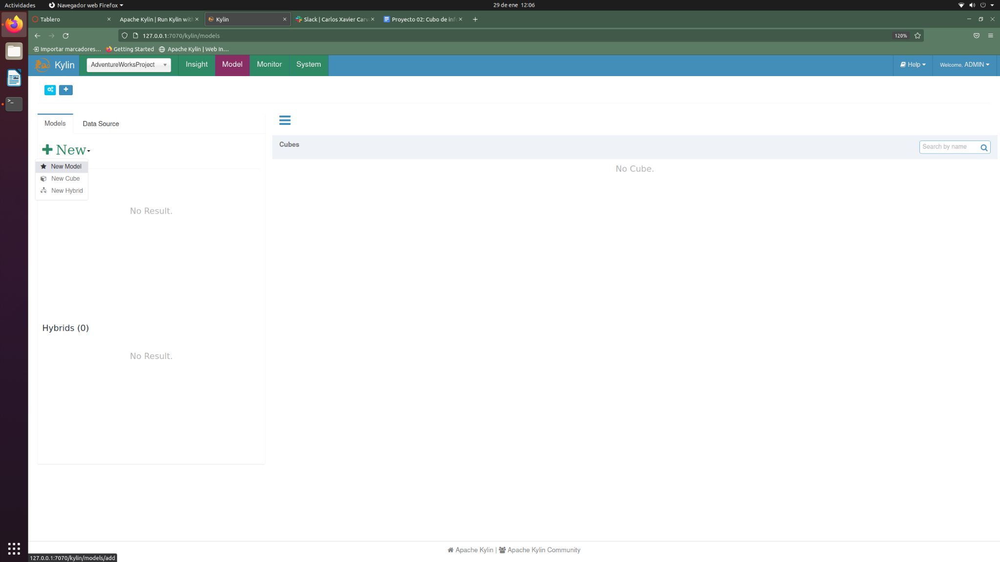 Actividades Navegador web Firefox 29 de ene 12:06
Tablero Apache Kylin | Run Kylin with Kylin Slack | Carlos Xavier Carv Proyecto 02: Cubo de info
127.0.0.1:7070/kylin/models 120%
Importar marcadores… Getting Started Apache Kylin | Web In…
Kylin AdventureWorksProject Insight Model Monitor System Help Welcome, ADMIN
Models Data Source
New
Cubes Search by name
New Model
No Cube.
New Cube
New Hybrid
No Result.
Hybrids (0)
No Result.
Apache Kylin | Apache Kylin Community
127.0.0.1:7070/kylin/models/add